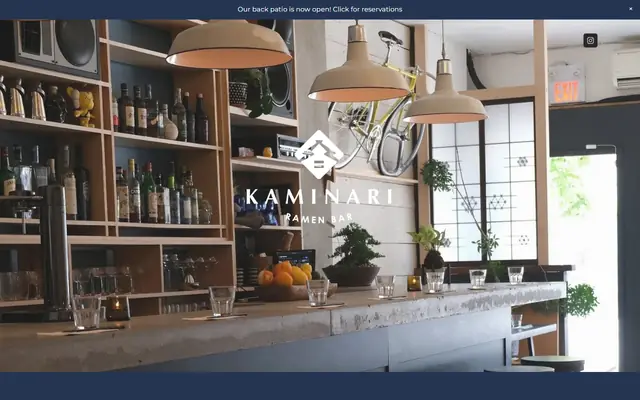 Our back patio is now open! Click for reservations
×
EXIT
KAMINARI
RAMEN BAR